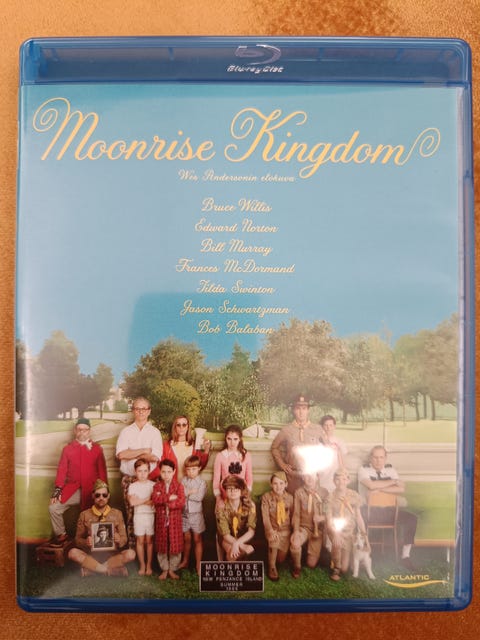 Blu-ray Disc
Moonrise Kingdom
Wes Andersonin elokuva
Bruce Willis
Edward Norton
Bill Murray
Frances McDormand
Tilda Swinton
Jason Schwartzman
Bob Balaban
MOONRISE
KINGDOM
NEW PENZANCE ISLAND
SUMMER
1965
ATLANTIC